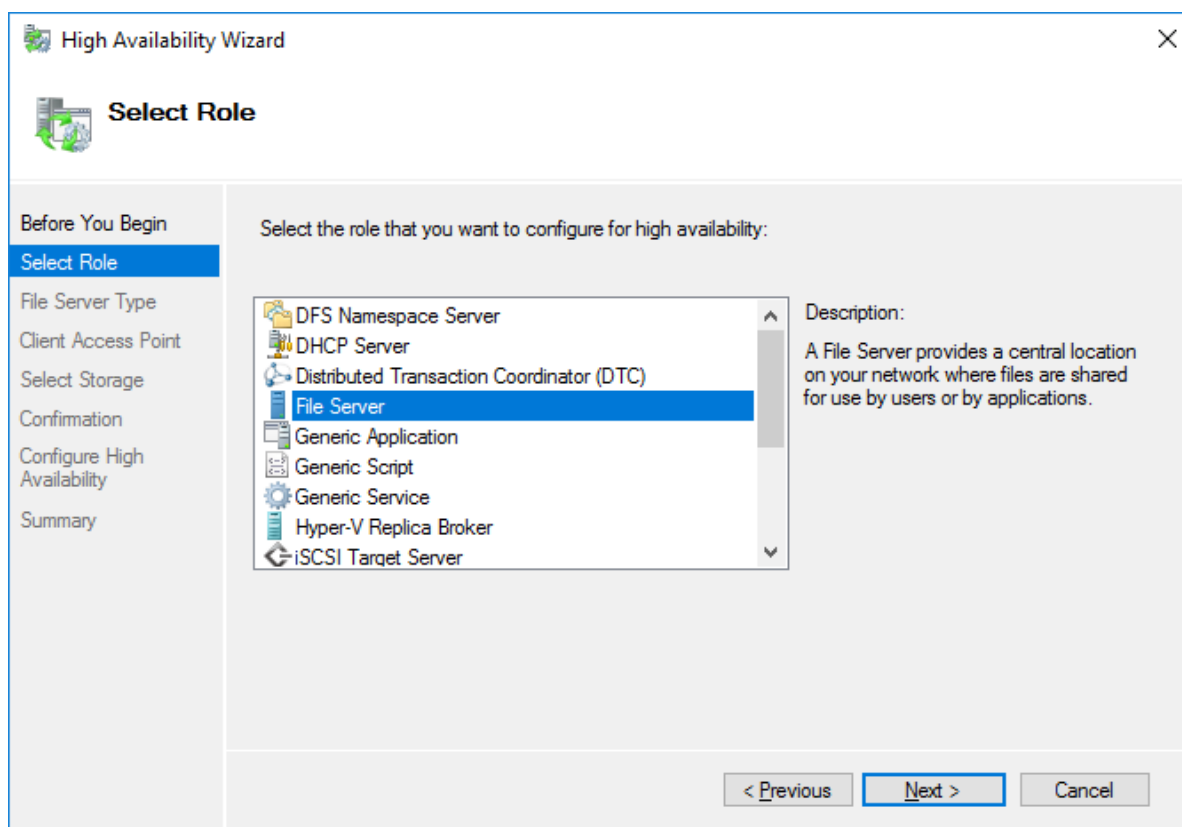 High Availability Wizard
Select Role
Before You Begin
Select Role
File Server Type
Client Access Point
Select Storage
Confirmation
Configure High
Availability
Summary
Select the role that you want to configure for high availability:
DFS Namespace Server
DHCP Server
Distributed Transaction Coordinator (DTC)
File Server
Generic Application
Generic Script
Generic Service
Hyper-V Replica Broker
iSCSI Target Server
Description:
A File Server provides a central location
on your network where files are shared
for use by users or by applications.
< Previous
Next >
Cancel